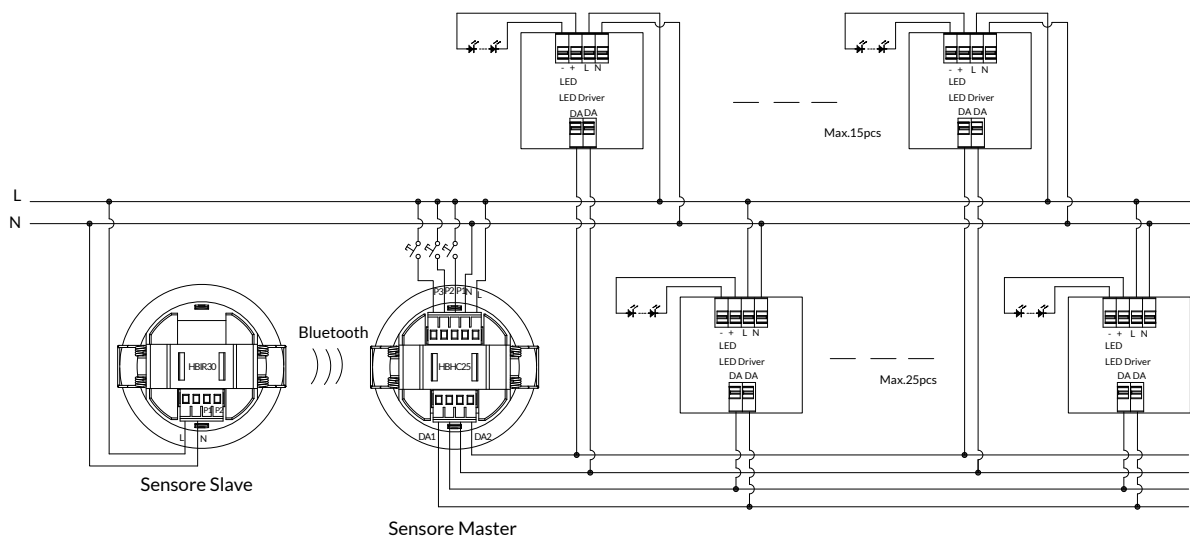 - + L N
LED
LED Driver
DA DA
Max.15pcs
- + L N
LED
LED Driver
DA DA
L
N
P3 P2 P1 N L
Bluetooth
HBIR30
P1 P2
L N
HBHC25
DA1 DA2
- + L N
LED
LED Driver
DA DA
Max.25pcs
- + L N
LED
LED Driver
DA DA
Sensore Slave
Sensore Master